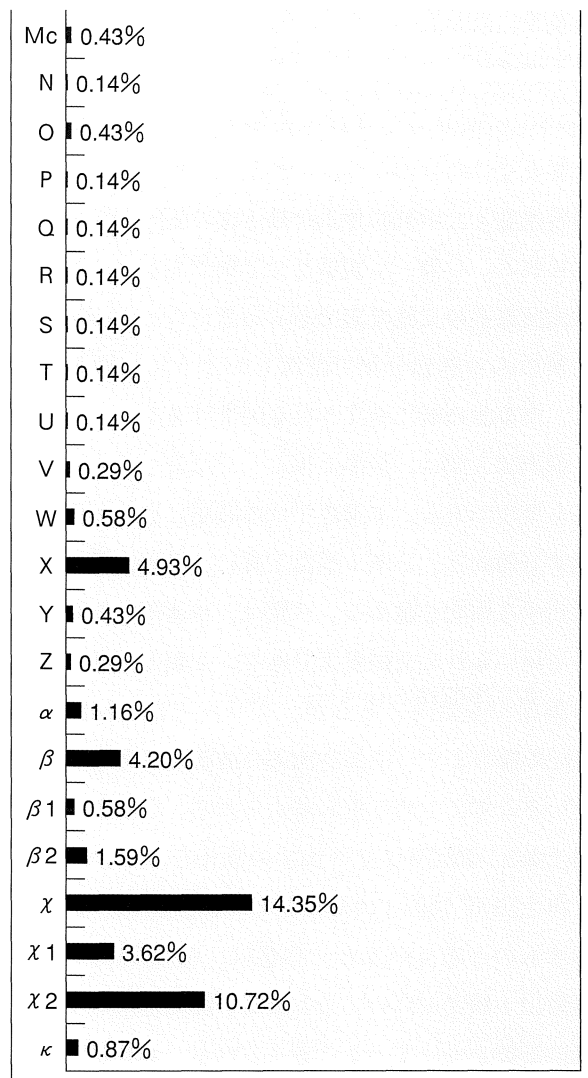 Mc 0.43%
N 0.14%
O 0.43%
P 0.14%
Q 0.14%
R 0.14%
S 0.14%
T 0.14%
U 0.14%
V 0.29%
W 0.58%
X 4.93%
Y 0.43%
Z 0.29%
α 1.16%
β 4.20%
β1 0.58%
β2 1.59%
χ 14.35%
χ1 3.62%
χ2 10.72%
κ 0.87%